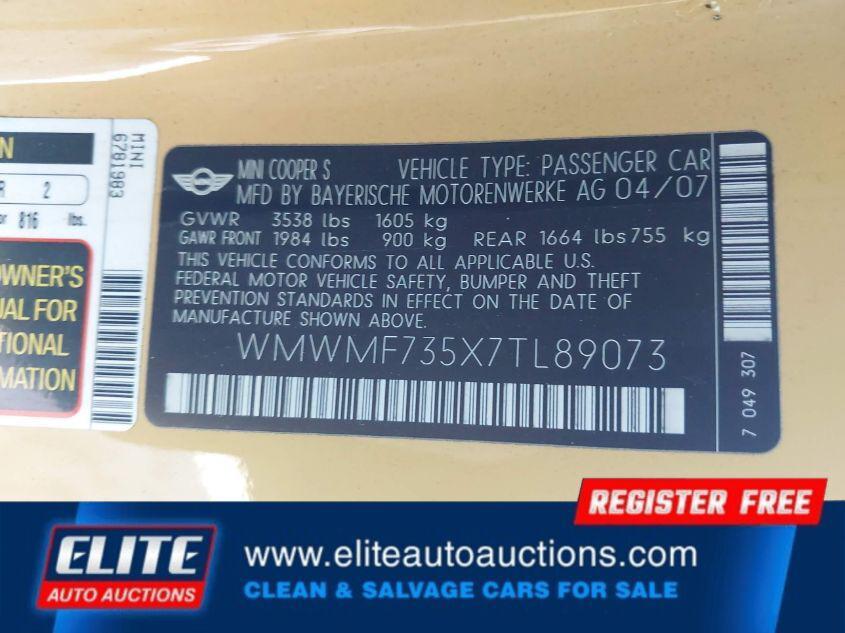 N
R 2
or 816 lbs.
OWNER'S
UAL FOR
TIONAL
MATION
MINI
6781983
MINI COOPER S VEHICLE TYPE: PASSENGER CAR
MFD BY BAYERISCHE MOTORENWERKE AG 04/07
GVWR 3538 lbs 1605 kg
GAWR FRONT 1984 lbs 900 kg REAR 1664 lbs 755 kg
THIS VEHICLE CONFORMS TO ALL APPLICABLE U.S.
FEDERAL MOTOR VEHICLE SAFETY, BUMPER AND THEFT
PREVENTION STANDARDS IN EFFECT ON THE DATE OF
MANUFACTURE SHOWN ABOVE.
WMWMF735X7TL89073
7 049 307
REGISTER FREE
ELITE
AUTO AUCTIONS
www.eliteautoauctions.com
CLEAN & SALVAGE CARS FOR SALE